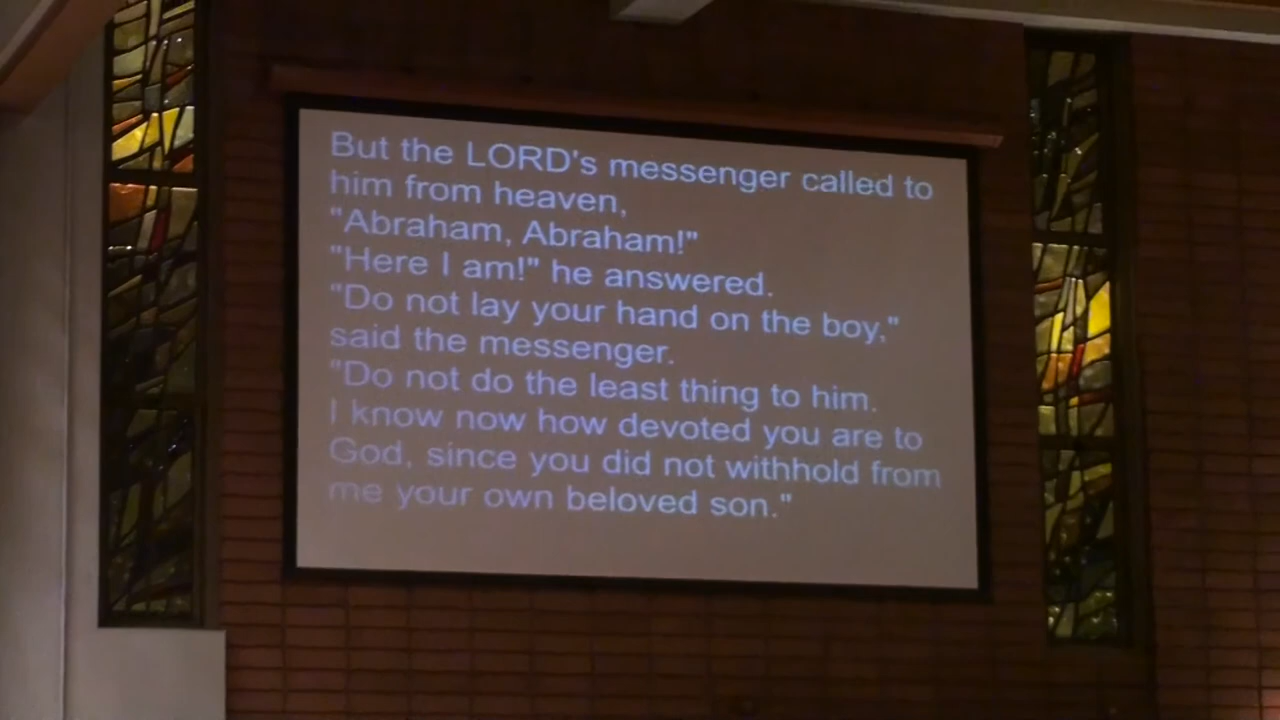 But the LORD's messenger called to
him from heaven,
"Abraham, Abraham!"
"Here I am!" he answered.
"Do not lay your hand on the boy,"
said the messenger.
"Do not do the least thing to him.
I know now how devoted you are to
God, since you did not withhold from
me your own beloved son."